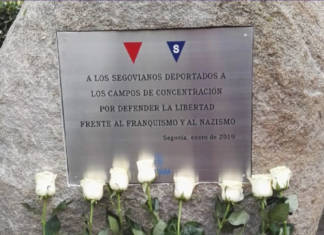 S
A LOS SEGOVIANOS DEPORTADOS A
LOS CAMPOS DE CONCENTRACIÓN
POR DEFENDER LA LIBERTAD
FRENTE AL FRANQUISMO Y AL NAZISMO
Segovia, enero de 2019